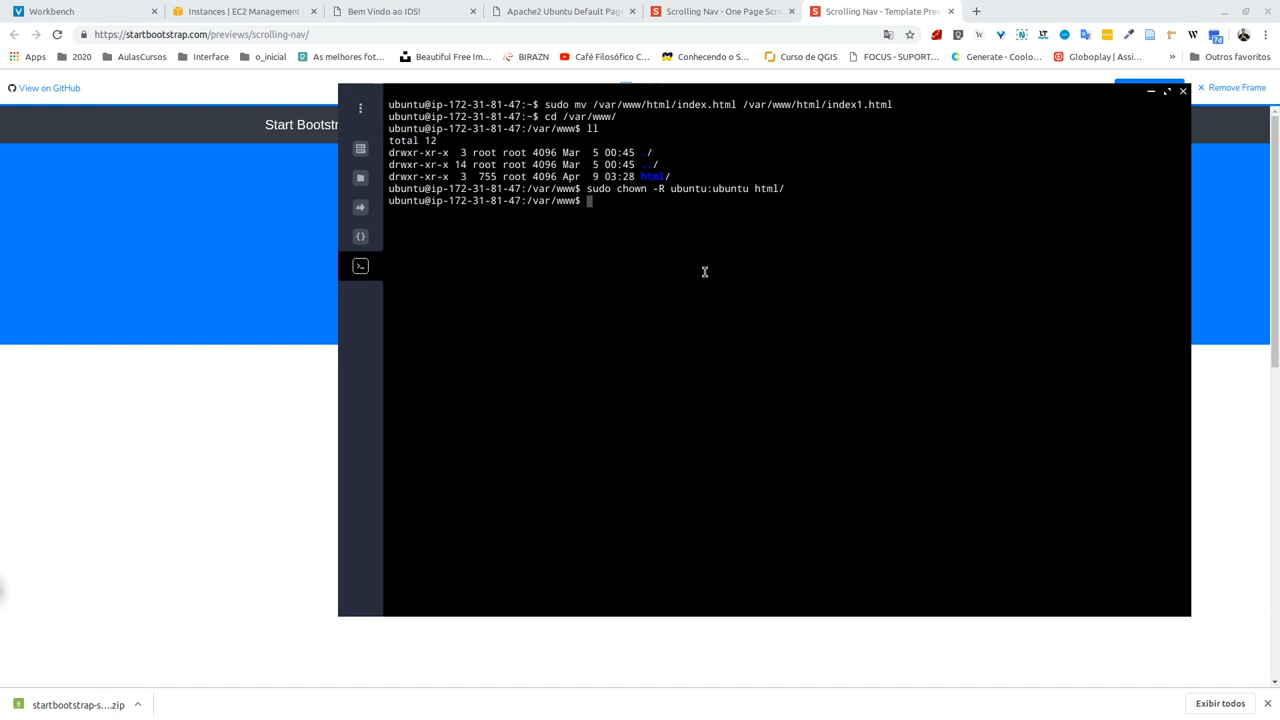 Workbench
Instances | EC2 Management
Bem Vindo ao IDS!
Apache2 Ubuntu Default Pag
Scrolling Nav - One Page Scro
Scrolling Nav - Template Prev
https://startbootstrap.com/previews/scrolling-nav/
Apps
2020
AulasCursos
Interface
o_inicial
As melhores fot...
Beautiful Free Im...
BIRAZN
Café Filosófico C...
Conhecendo o S...
Curso de QGIS
FOCUS - SUPORT...
Generate - Coolo...
Globoplay | Assi...
»
Outros favoritos
View on GitHub
Remove Frame
Start Bootstr
ubuntu@ip-172-31-81-47:~$ sudo mv /var/www/html/index.html /var/www/html/index1.html
ubuntu@ip-172-31-81-47:~$ cd /var/www/
ubuntu@ip-172-31-81-47:/var/www$ ll
total 12
drwxr-xr-x 3 root root 4096 Mar 5 00:45 ./
drwxr-xr-x 14 root root 4096 Mar 5 00:45 ../
drwxr-xr-x 3 755 root 4096 Apr 9 03:28 html/
ubuntu@ip-172-31-81-47:/var/www$ sudo chown -R ubuntu:ubuntu html/
ubuntu@ip-172-31-81-47:/var/www$
startbootstrap-s....zip
Exibir todos